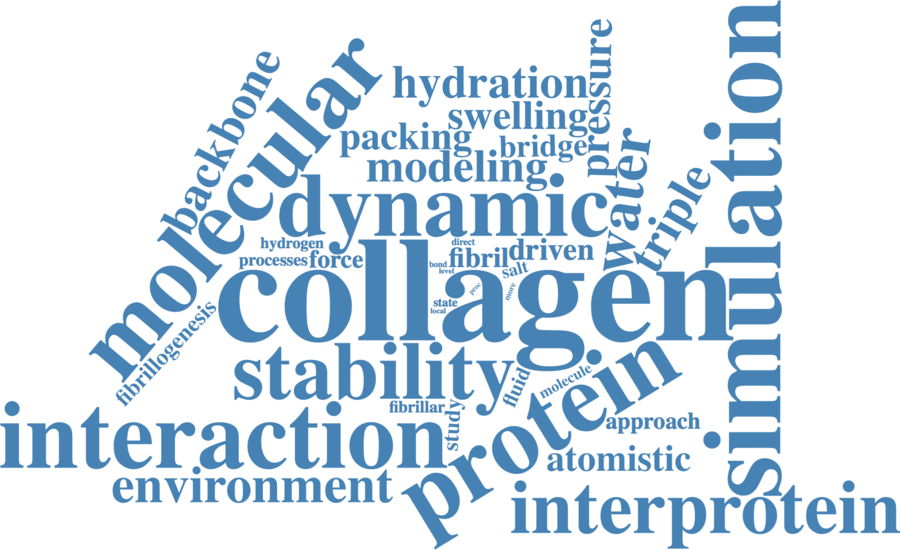 simulation
pressure
backbone
molecular
hydration
swelling
packing
bridge
modeling
water
triple
dynamic
hydrogen
direct
driven
fibril
processes
force
bond
salt
level
collagen
proc
more
state
local
fibrillogenesis
stability
protein
fluid
molecule
fibrillar
study
interaction
approach
atomistic
environment
interprotein